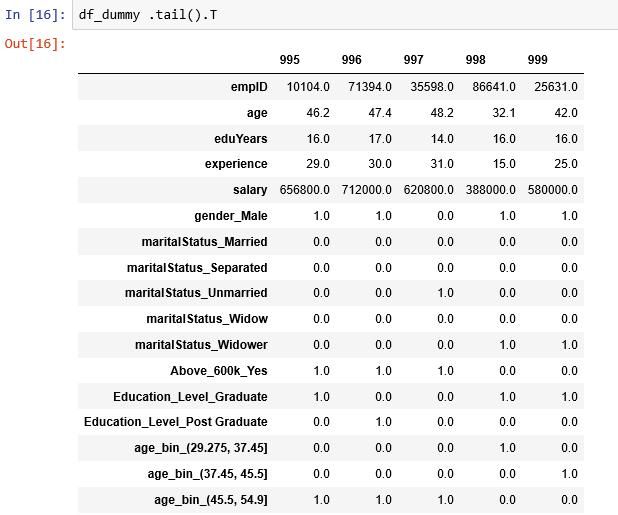 In [16]: df_dummy .tail().T
Out[16]:
995 996 997 998 999
empID 10104.0 71394.0 35598.0 86641.0 25631.0
age 46.2 47.4 48.2 32.1 42.0
eduYears 16.0 17.0 14.0 16.0 16.0
experience 29.0 30.0 31.0 15.0 25.0
salary 656800.0 712000.0 620800.0 388000.0 580000.0
gender_Male 1.0 1.0 0.0 1.0 1.0
maritalStatus_Married 0.0 0.0 0.0 0.0 0.0
maritalStatus_Separated 0.0 0.0 0.0 0.0 0.0
maritalStatus_Unmarried 0.0 0.0 1.0 0.0 0.0
maritalStatus_Widow 0.0 0.0 0.0 0.0 0.0
maritalStatus_Widower 0.0 0.0 0.0 1.0 1.0
Above_600k_Yes 1.0 1.0 1.0 0.0 0.0
Education_Level_Graduate 1.0 0.0 0.0 1.0 1.0
Education_Level_Post Graduate 0.0 1.0 0.0 0.0 0.0
age_bin_(29.275, 37.45] 0.0 0.0 0.0 1.0 0.0
age_bin_(37.45, 45.5] 0.0 0.0 0.0 0.0 1.0
age_bin_(45.5, 54.9] 1.0 1.0 1.0 0.0 0.0